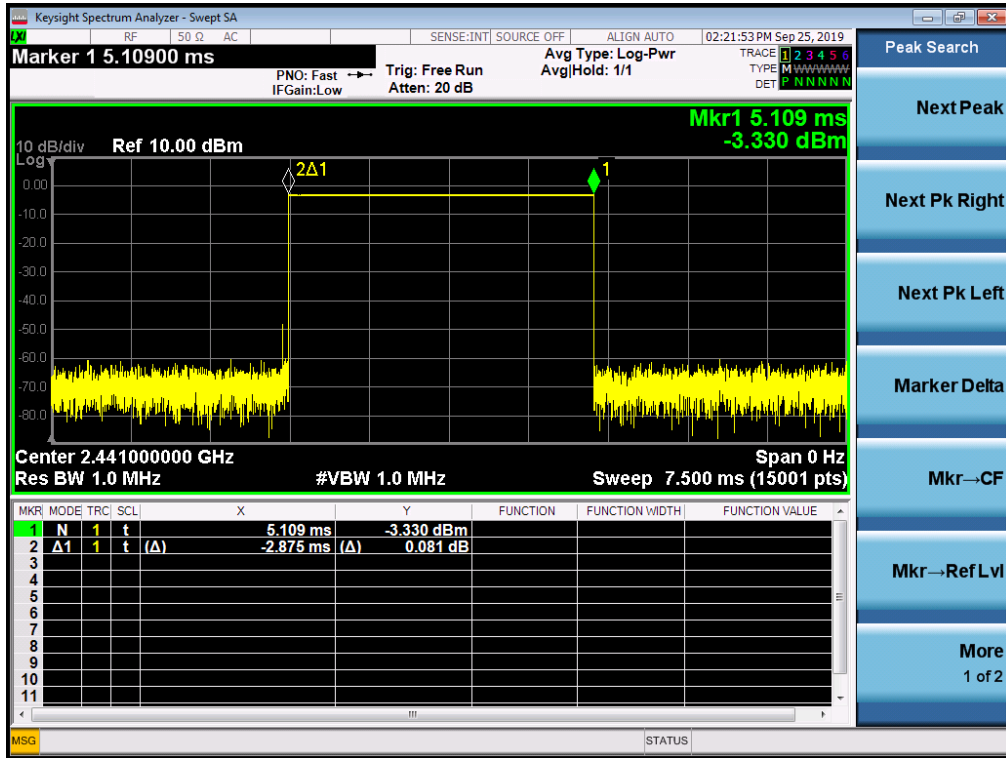 Keysight Spectrum Analyzer - Swept SA
LXI RF 50 Ω AC SENSE:INT SOURCE OFF ALIGN AUTO 02:21:53 PM Sep 25, 2019
Marker 1 5.10900 ms
PNO: Fast
IFGain:Low
Trig: Free Run
Atten: 20 dB
Avg Type: Log-Pwr
Avg|Hold: 1/1
TRACE 1 2 3 4 5 6
TYPE M WWWWW
DET P N N N N N
Mkr1 5.109 ms
-3.330 dBm
10 dB/div Ref 10.00 dBm
Log
2Δ1
1
0.00
-10.0
-20.0
-30.0
-40.0
-50.0
-60.0
-70.0
-80.0
Center 2.441000000 GHz Span 0 Hz
Res BW 1.0 MHz #VBW 1.0 MHz Sweep 7.500 ms (15001 pts)
MKR MODE TRC SCL X Y FUNCTION FUNCTION WIDTH FUNCTION VALUE
1 N 1 t 5.109 ms -3.330 dBm
2 Δ1 1 t (Δ) -2.875 ms (Δ) 0.081 dB
3
4
5
6
7
8
9
10
11
MSG STATUS
Peak Search
Next Peak
Next Pk Right
Next Pk Left
Marker Delta
Mkr→CF
Mkr→Ref Lvl
More
1 of 2